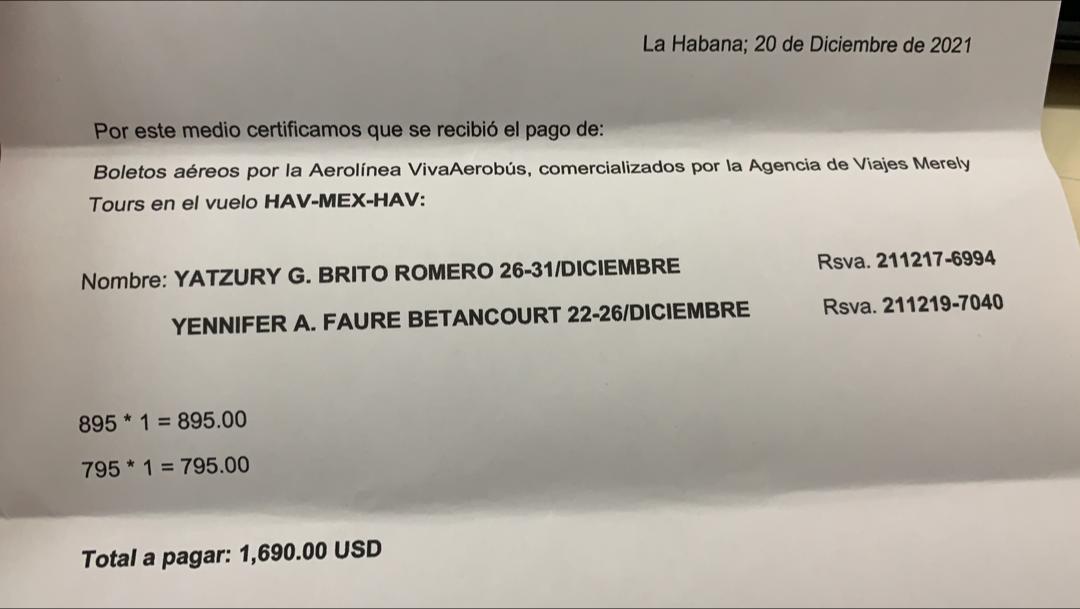 La Habana; 20 de Diciembre de 2021
Por este medio certificamos que se recibió el pago de:
Boletos aéreos por la Aerolínea VivaAerobús, comercializados por la Agencia de Viajes Merely
Tours en el vuelo HAV-MEX-HAV:
Nombre: YATZURY G. BRITO ROMERO 26-31/DICIEMBRE Rsva. 211217-6994
YENNIFER A. FAURE BETANCOURT 22-26/DICIEMBRE Rsva. 211219-7040
895 * 1 = 895.00
795 * 1 = 795.00
Total a pagar: 1,690.00 USD